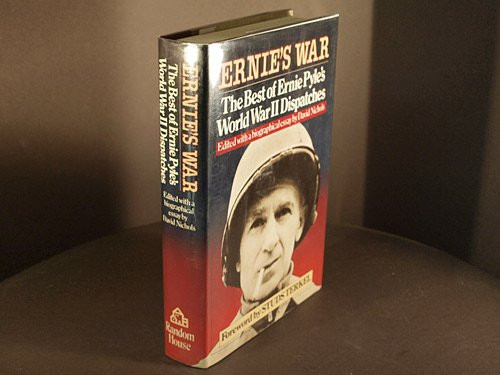 ERNIE'S WAR
The Best of Ernie Pyle's
World War II Dispatches
Edited with a
biographical
essay by
David Nichols
Random
House
ERNIE'S WAR
The Best of Ernie Pyle's
World War II Dispatches
Edited with a biographical essay by David Nichols
Foreword by STUDS TERKEL